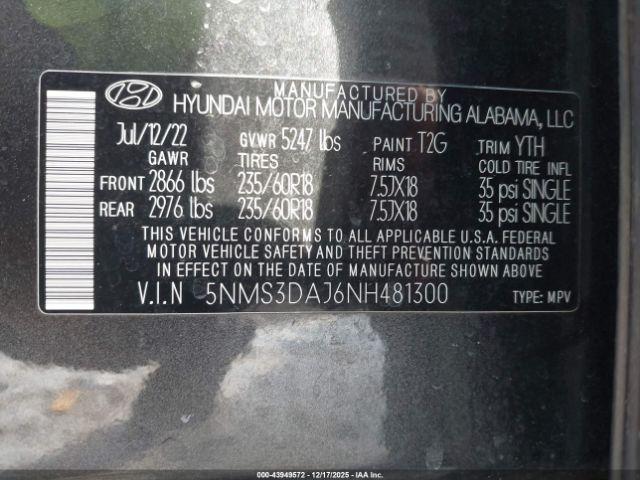 MANUFACTURED BY
HYUNDAI MOTOR MANUFACTURING ALABAMA, LLC
Jul/12/22 GVWR 5247 lbs PAINT T2G TRIM YTH
GAWR TIRES RIMS COLD TIRE INFL
FRONT 2866 lbs 235/60R18 7.5JX18 35 psi SINGLE
REAR 2976 lbs 235/60R18 7.5JX18 35 psi SINGLE
THIS VEHICLE CONFORMS TO ALL APPLICABLE U.S.A. FEDERAL
MOTOR VEHICLE SAFETY AND THEFT PREVENTION STANDARDS
IN EFFECT ON THE DATE OF MANUFACTURE SHOWN ABOVE.
V.I.N 5NMS3DAJ6NH481300 TYPE: MPV
000-43949572 - 12/17/2025 - Copyright © IAA, Inc.